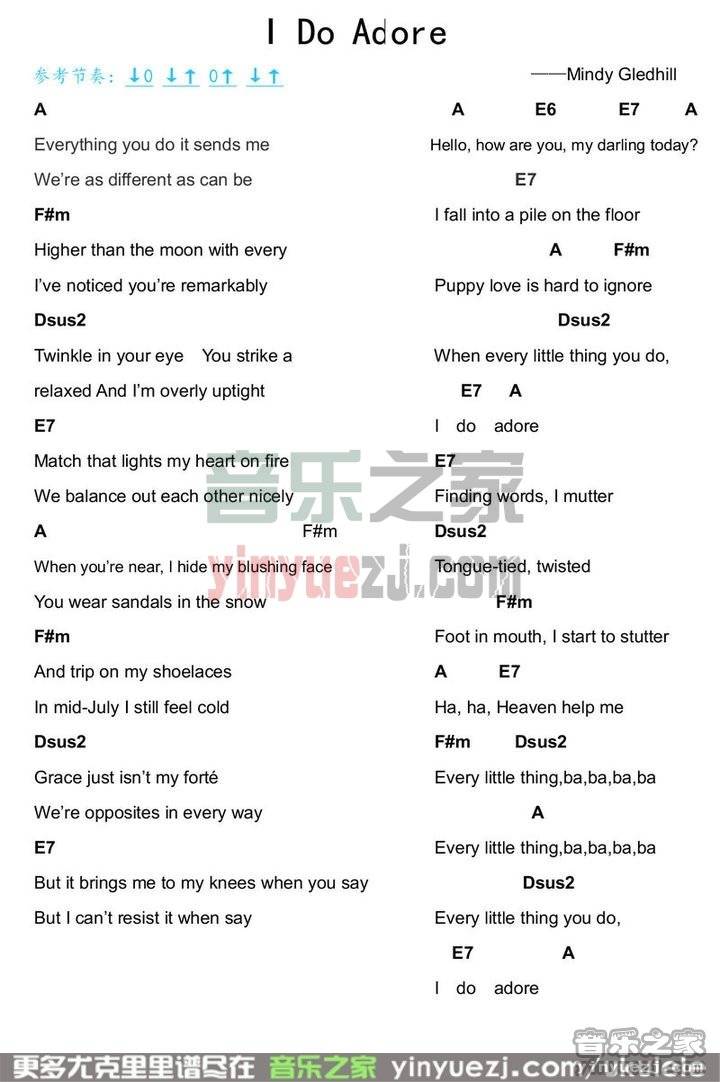 I Do Adore
参考节奏: ↓0 ↓↑ 0↑ ↓↑
——Mindy Gledhill
A
Everything you do it sends me
We're as different as can be
F#m
Higher than the moon with every
I've noticed you're remarkably
Dsus2
Twinkle in your eye You strike a
relaxed And I'm overly uptight
E7
Match that lights my heart on fire
We balance out each other nicely
A F#m
When you're near, I hide my blushing face
You wear sandals in the snow
F#m
And trip on my shoelaces
In mid-July I still feel cold
Dsus2
Grace just isn't my forté
We're opposites in every way
E7
But it brings me to my knees when you say
But I can't resist it when say
A E6 E7 A
Hello, how are you, my darling today?
E7
I fall into a pile on the floor
A F#m
Puppy love is hard to ignore
Dsus2
When every little thing you do,
E7 A
I do adore
E7
Finding words, I mutter
Dsus2
Tongue-tied, twisted
F#m
Foot in mouth, I start to stutter
A E7
Ha, ha, Heaven help me
F#m Dsus2
Every little thing,ba,ba,ba,ba
A
Every little thing,ba,ba,ba,ba
Dsus2
Every little thing you do,
E7 A
I do adore
音乐之家
yinyuezj.com
音乐之家
更多尤克里里谱尽在 音乐之家 yinyuezj.com